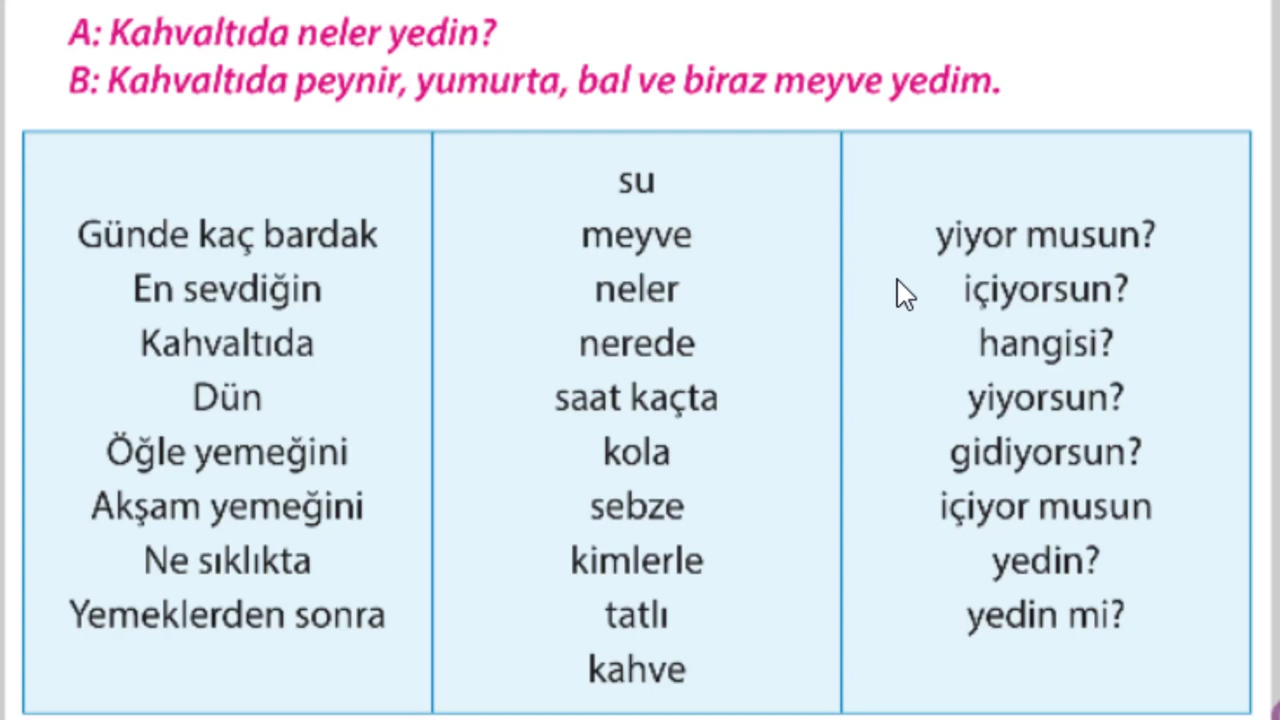 A: Kahvaltıda neler yedin?
B: Kahvaltıda peynir, yumurta, bal ve biraz meyve yedim.
Günde kaç bardak
En sevdiğin
Kahvaltıda
Dün
Öğle yemeğini
Akşam yemeğini
Ne sıklıkta
Yemeklerden sonra
su
meyve
neler
nerede
saat kaçta
kola
sebze
kimlerle
tatlı
kahve
yiyor musun?
içiyorsun?
hangisi?
yiyorsun?
gidiyorsun?
içiyor musun
yedin?
yedin mi?